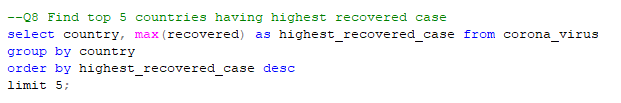 --Q8 Find top 5 countries having highest recovered case
select country, max(recovered) as highest_recovered_case from corona_virus
group by country
order by highest_recovered_case desc
limit 5;